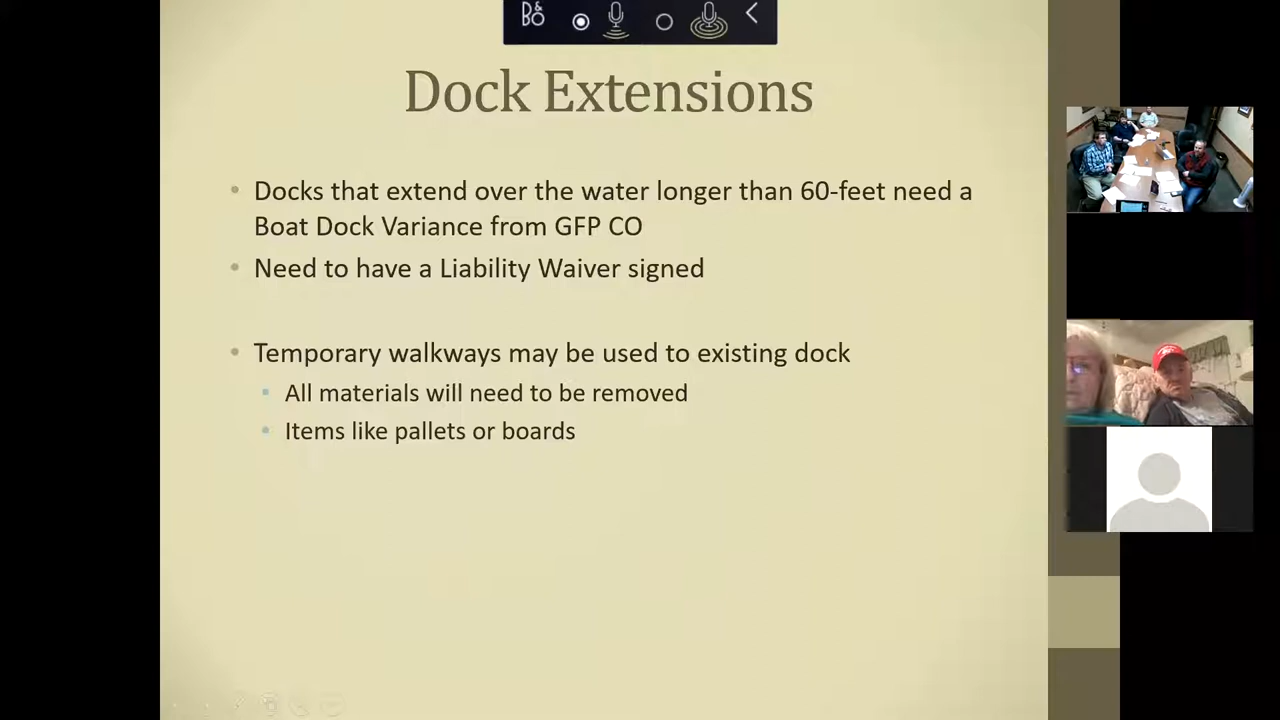 B&O
Dock Extensions
Docks that extend over the water longer than 60-feet need a
Boat Dock Variance from GFP CO
Need to have a Liability Waiver signed
Temporary walkways may be used to existing dock
All materials will need to be removed
Items like pallets or boards